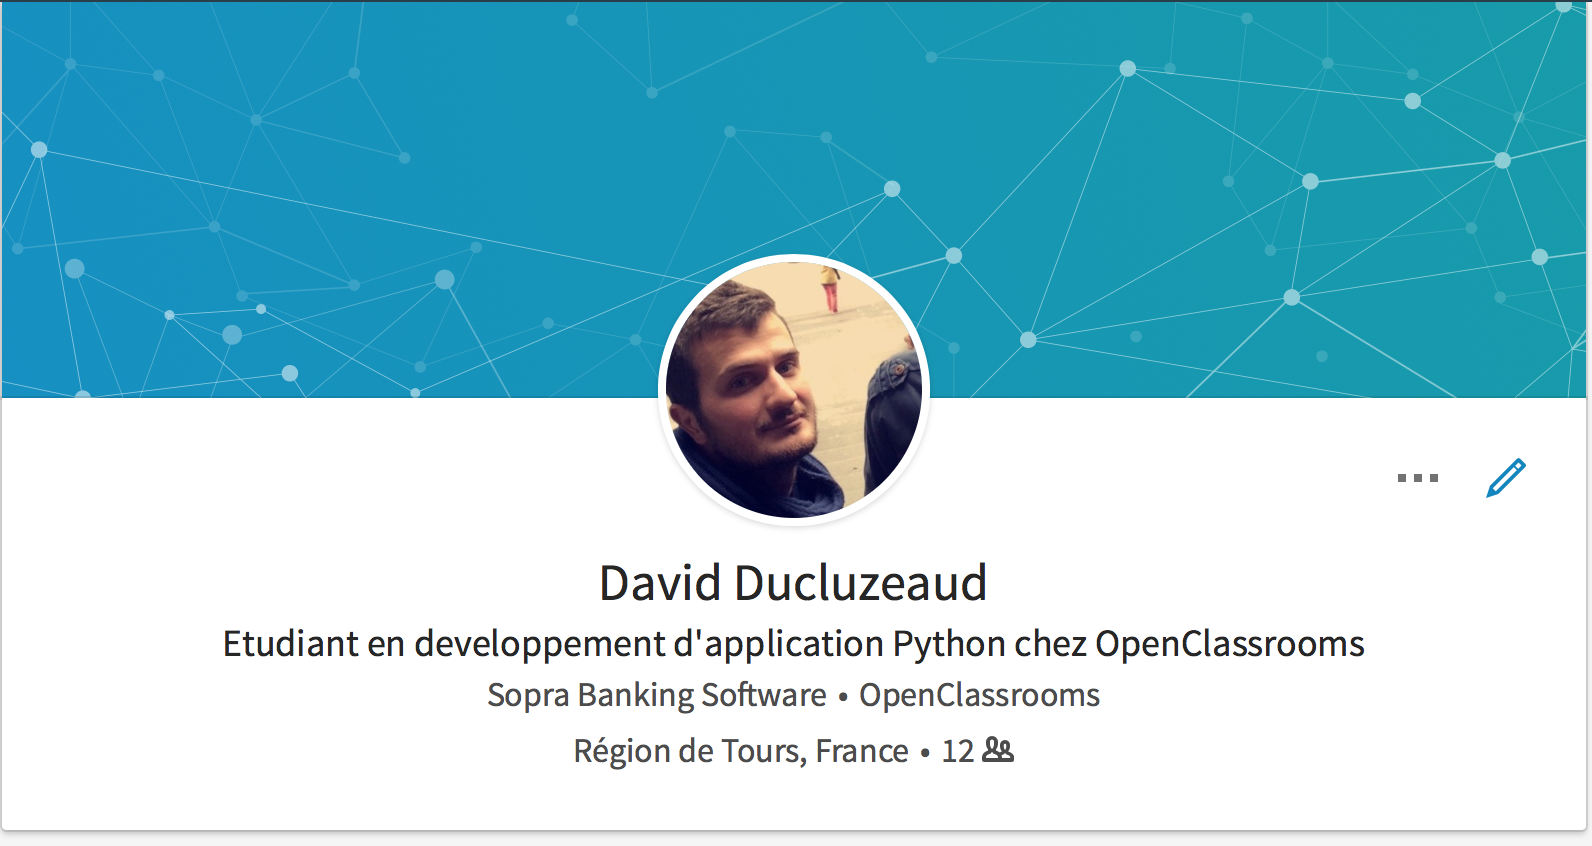 David Ducluzeaud
Etudiant en developpement d'application Python chez OpenClassrooms
Sopra Banking Software • OpenClassrooms
Région de Tours, France • 12